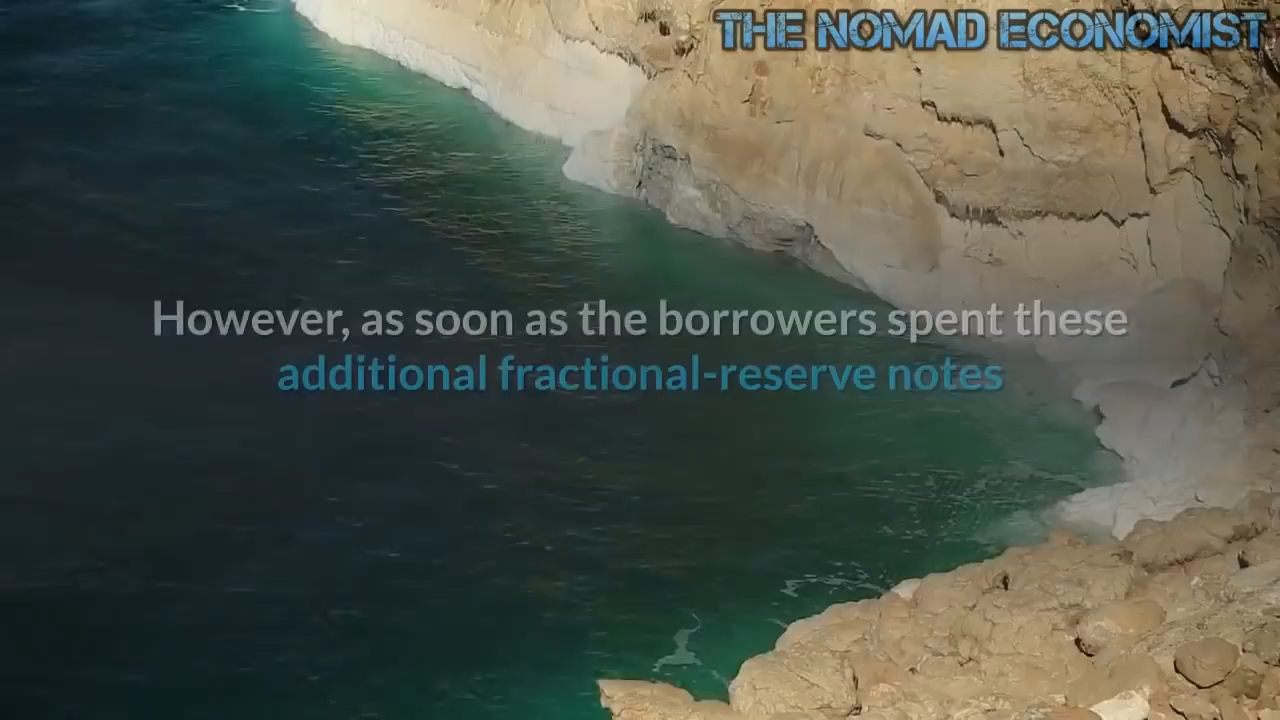 THE NOMAD ECONOMIST
However, as soon as the borrowers spent these
additional fractional-reserve notes